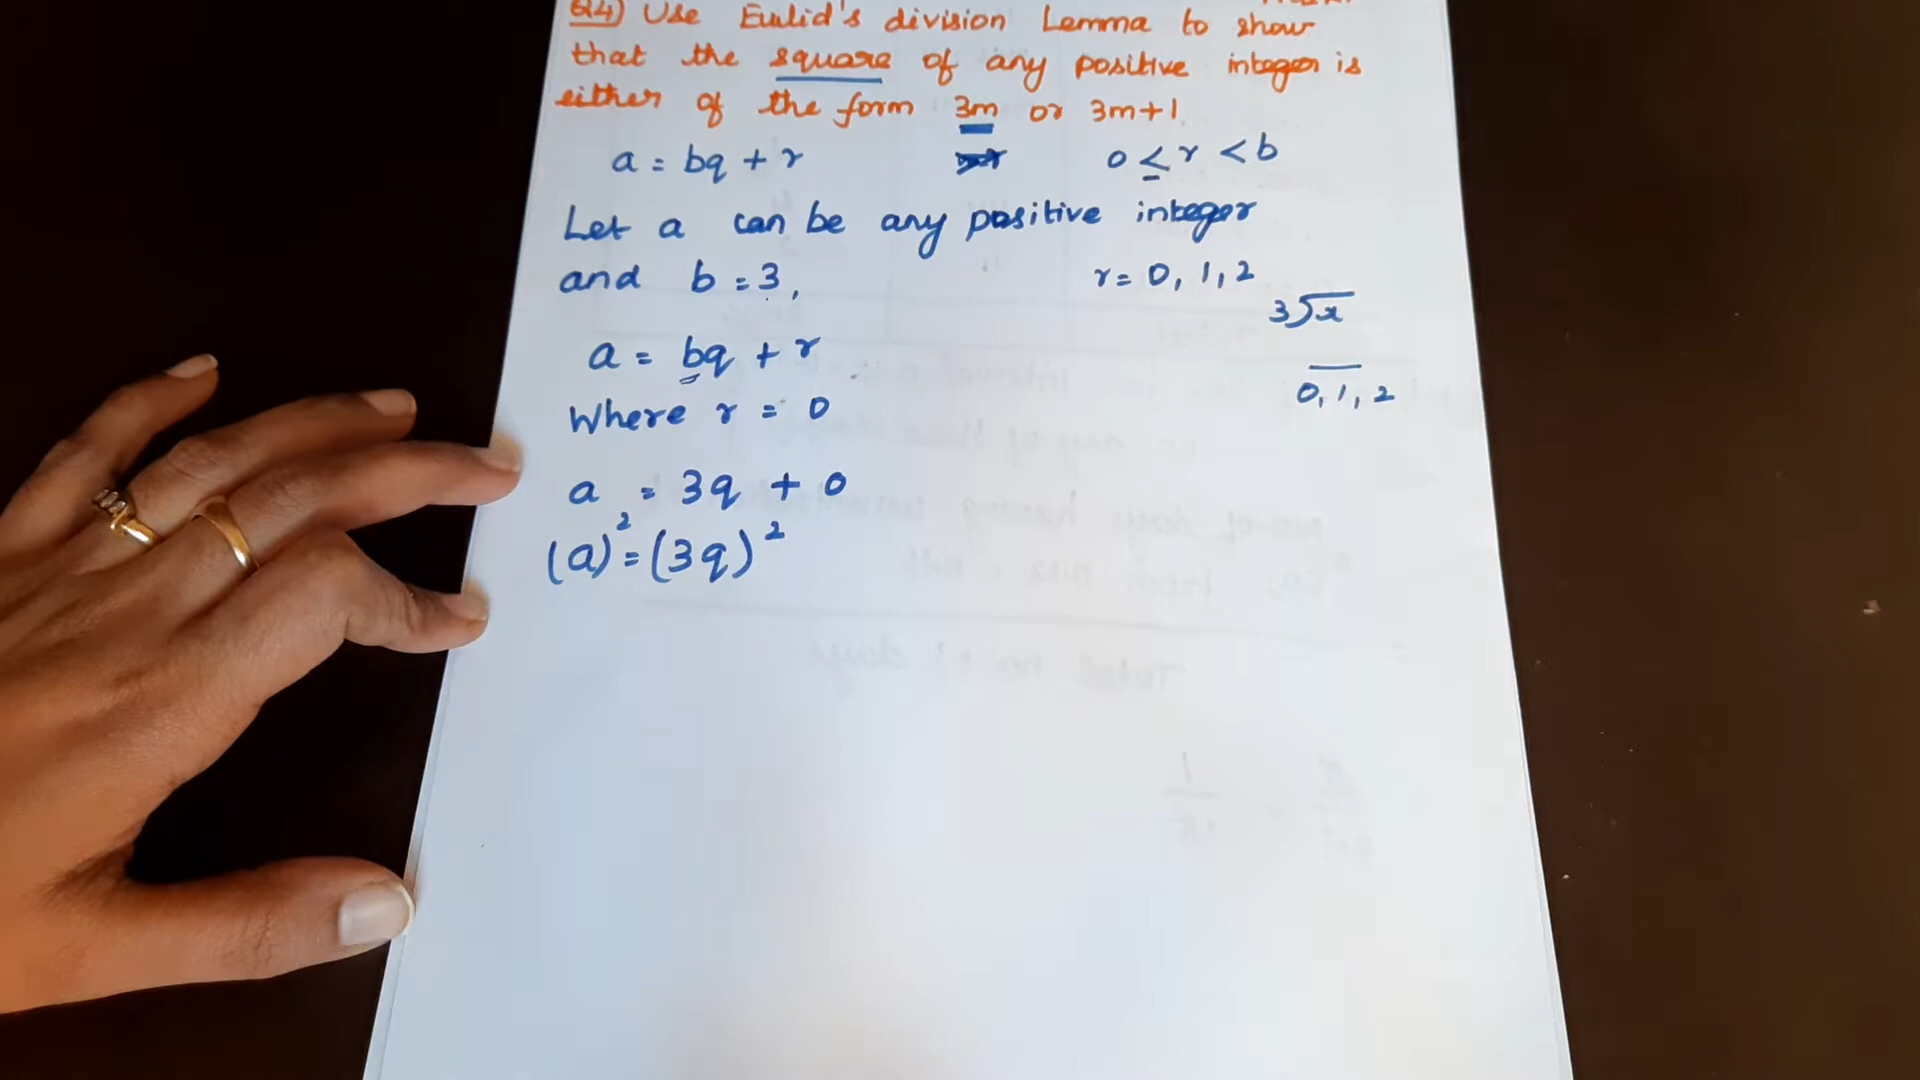 Q4) Use Euclid's division Lemma to show
that the square of any positive integer is
either of the form 3m or 3m+1
a = bq + r 0 ≤ r < b
Let a can be any positive integer
and b = 3, r = 0, 1, 2
3√x
a = bq + r
0, 1, 2
Where r = 0
a = 3q + 0
(a)² = (3q)²